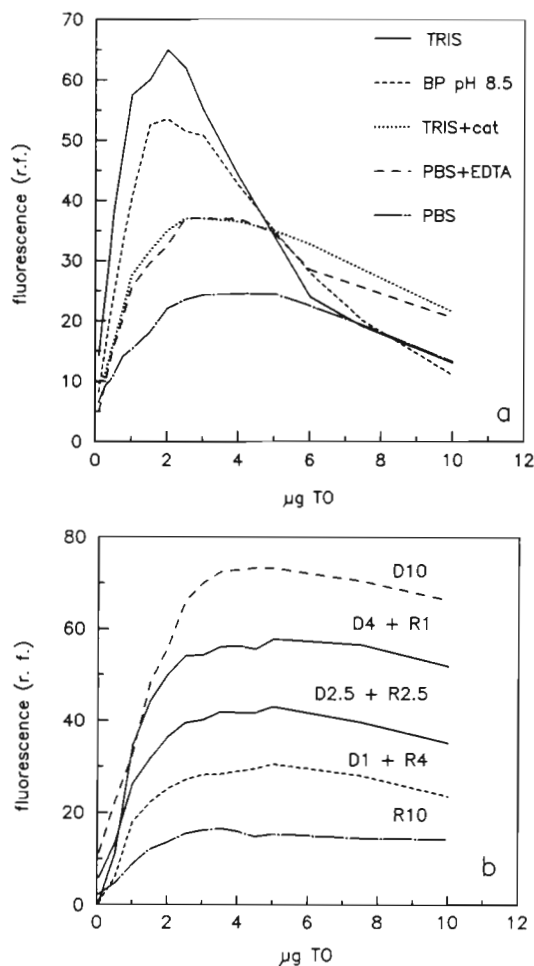 70
60
50
40
30
20
10
0
fluorescence (r.f.)
TRIS
BP pH 8.5
TRIS+cat
PBS+EDTA
PBS
a
0 2 4 6 8 10 12
µg TO
80
60
40
20
0
fluorescence (r. f.)
D10
D4 + R1
D2.5 + R2.5
D1 + R4
R10
b
0 2 4 6 8 10 12
µg TO